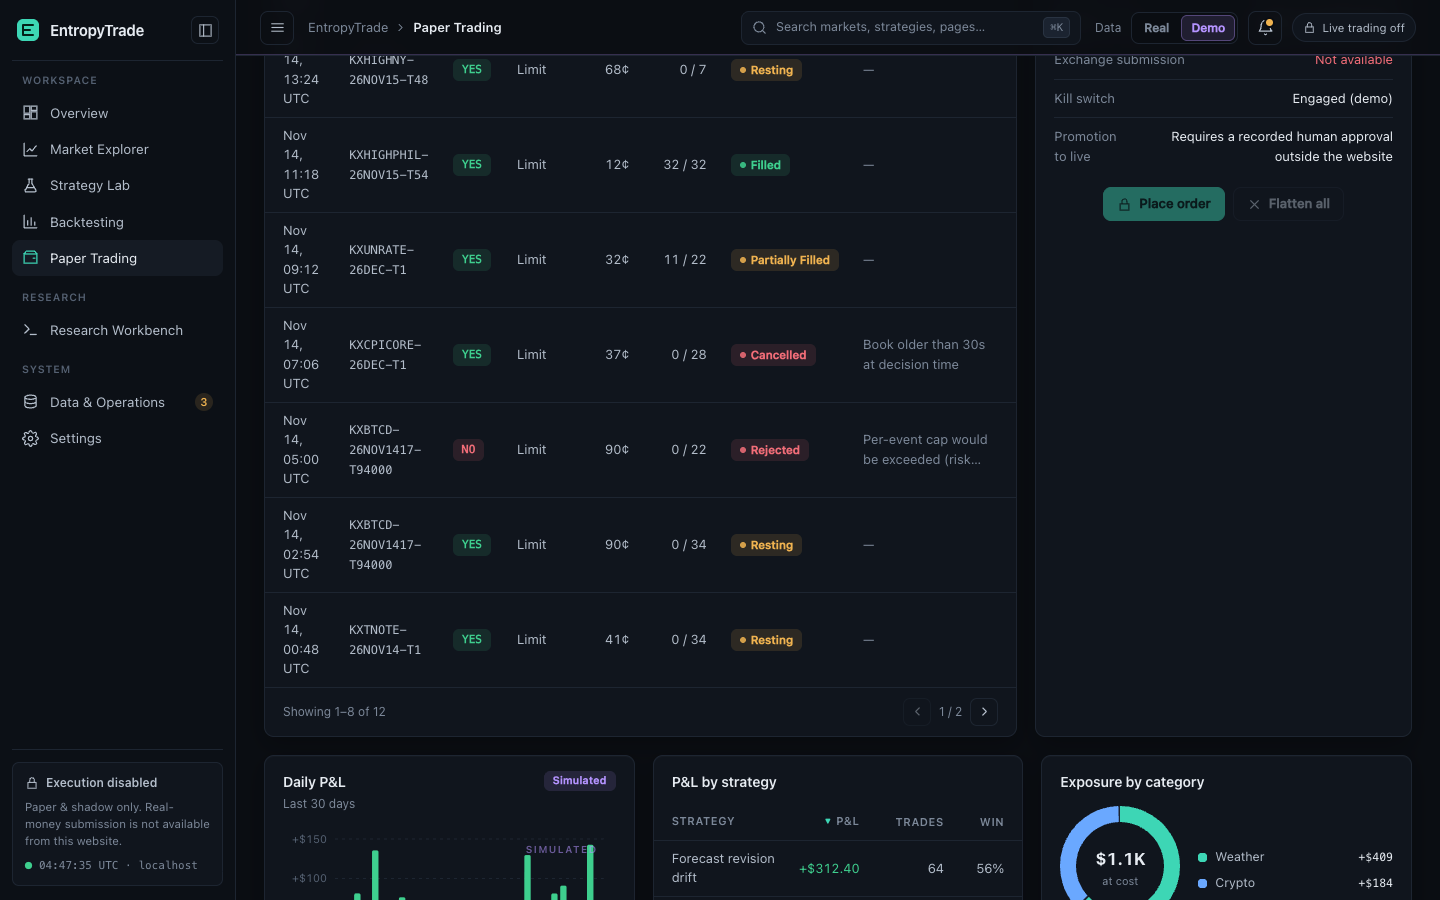 EntropyTrade
WORKSPACE
Overview
Market Explorer
Strategy Lab
Backtesting
Paper Trading
RESEARCH
Research Workbench
SYSTEM
Data & Operations 3
Settings
Execution disabled
Paper & shadow only. Real-
money submission is not available
from this website.
04:47:35 UTC · localhost
EntropyTrade > Paper Trading
Search markets, strategies, pages... ⌘K
Data Real Demo
Live trading off
14,
13:24
UTC
KXHIGHNY-
26NOV15-T48
YES Limit 68¢ 0 / 7 Resting —
Nov
14,
11:18
UTC
KXHIGHPHIL-
26NOV15-T54
YES Limit 12¢ 32 / 32 Filled —
Nov
14,
09:12
UTC
KXUNRATE-
26DEC-T1
YES Limit 32¢ 11 / 22 Partially Filled —
Nov
14,
07:06
UTC
KXCPICORE-
26DEC-T1
YES Limit 37¢ 0 / 28 Cancelled
Book older than 30s
at decision time
Nov
14,
05:00
UTC
KXBTCD-
26NOV1417-
T94000
NO Limit 90¢ 0 / 22 Rejected
Per-event cap would
be exceeded (risk...
Nov
14,
02:54
UTC
KXBTCD-
26NOV1417-
T94000
YES Limit 90¢ 0 / 34 Resting —
Nov
14,
00:48
UTC
KXTNOTE-
26NOV14-T1
YES Limit 41¢ 0 / 34 Resting —
Showing 1–8 of 12
1 / 2
Exchange submission Not available
Kill switch Engaged (demo)
Promotion
to live
Requires a recorded human approval
outside the website
Place order
Flatten all
Daily P&L Simulated
Last 30 days
+$150
SIMULATED
+$100
P&L by strategy
STRATEGY ▼ P&L TRADES WIN
Forecast revision
drift
+$312.40 64 56%
Exposure by category
$1.1K
at cost
Weather +$409
Crypto +$184